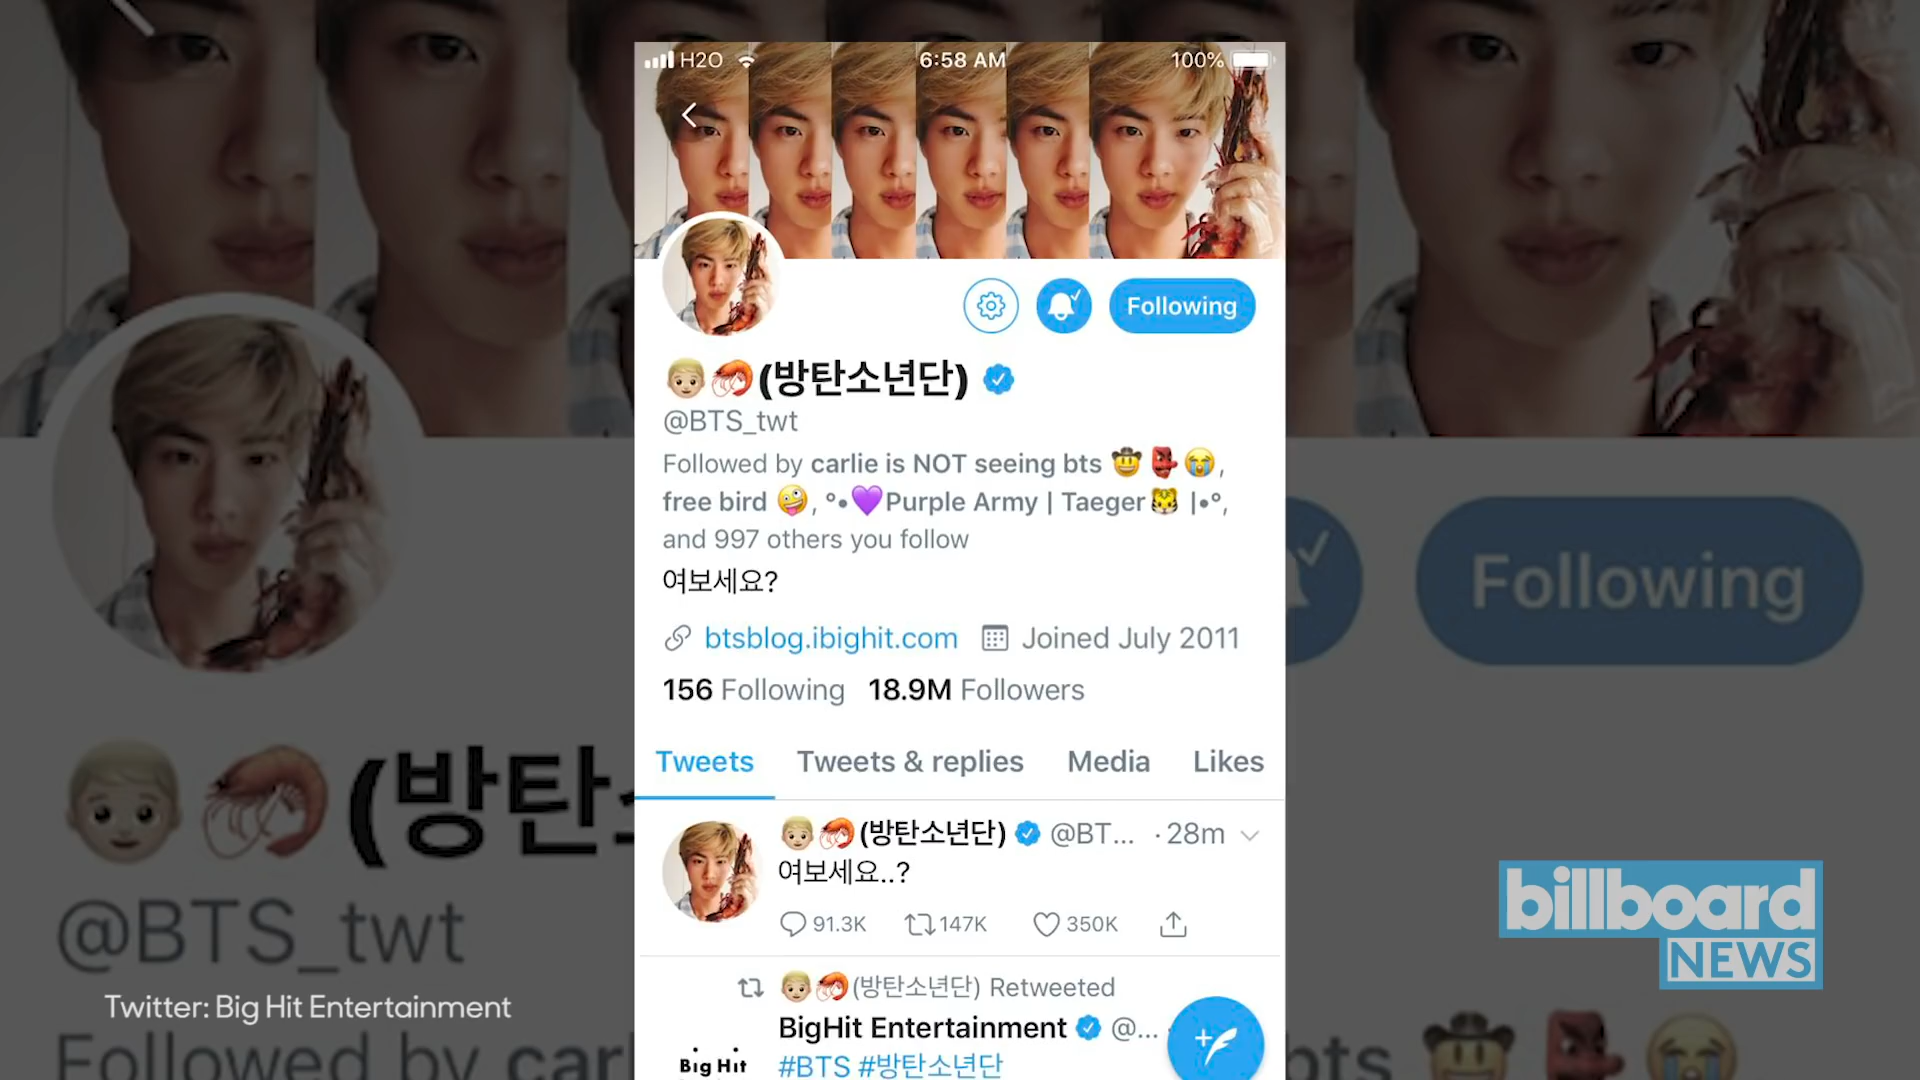 H2O 6:58 AM 100%
Following
(방탄소년단)
@BTS_twt
Followed by carlie is NOT seeing bts 🤠 👺 😭,
free bird 🤪, °•💜Purple Army | Taeger🐯 |•°,
and 997 others you follow
여보세요?
btsblog.ibighit.com Joined July 2011
156 Following 18.9M Followers
Tweets Tweets & replies Media Likes
(방탄소년단) @BT... · 28m
여보세요..?
91.3K 147K 350K
(방탄소년단) Retweeted
BigHit Entertainment @...
Big Hit
#BTS #방탄소년단
Following
(방탄소
@BTS_twt
Twitter: Big Hit Entertainment
Followed by carl
bts
billboard
NEWS